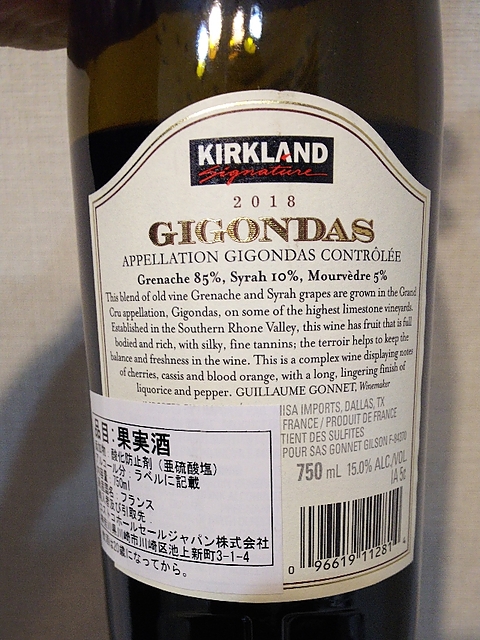 KIRKLAND
Signature
2018
GIGONDAS
APPELLATION GIGONDAS CONTRÔLÉE
Grenache 85%, Syrah 10%, Mourvèdre 5%
This blend of old vine Grenache and Syrah grapes are grown in the Grand
Cru appellation, Gigondas, on some of the highest limestone vineyards.
Established in the Southern Rhone Valley, this wine has fruit that is full
bodied and rich, with silky, fine tannins; the terroir helps to keep the
balance and freshness in the wine. This is a complex wine displaying notes
of cherries, cassis and blood orange, with a long, lingering finish of
liquorice and pepper. GUILLAUME GONNET, Winemaker
IMPORTS, DALLAS, TX
FRANCE / PRODUIT DE FRANCE
TIENT DES SULFITES
POUR SAS GONNET GILSON
750 mL 15.0% ALC./VOL.
0 96619 11281 4
品目:果実酒
酸化防止剤(亜硫酸塩)
ラベルに記載
750ml
フランス
び引取先:
ホールセールジャパン株式会社
川崎市川崎区池上新町3-1-4
になってから。